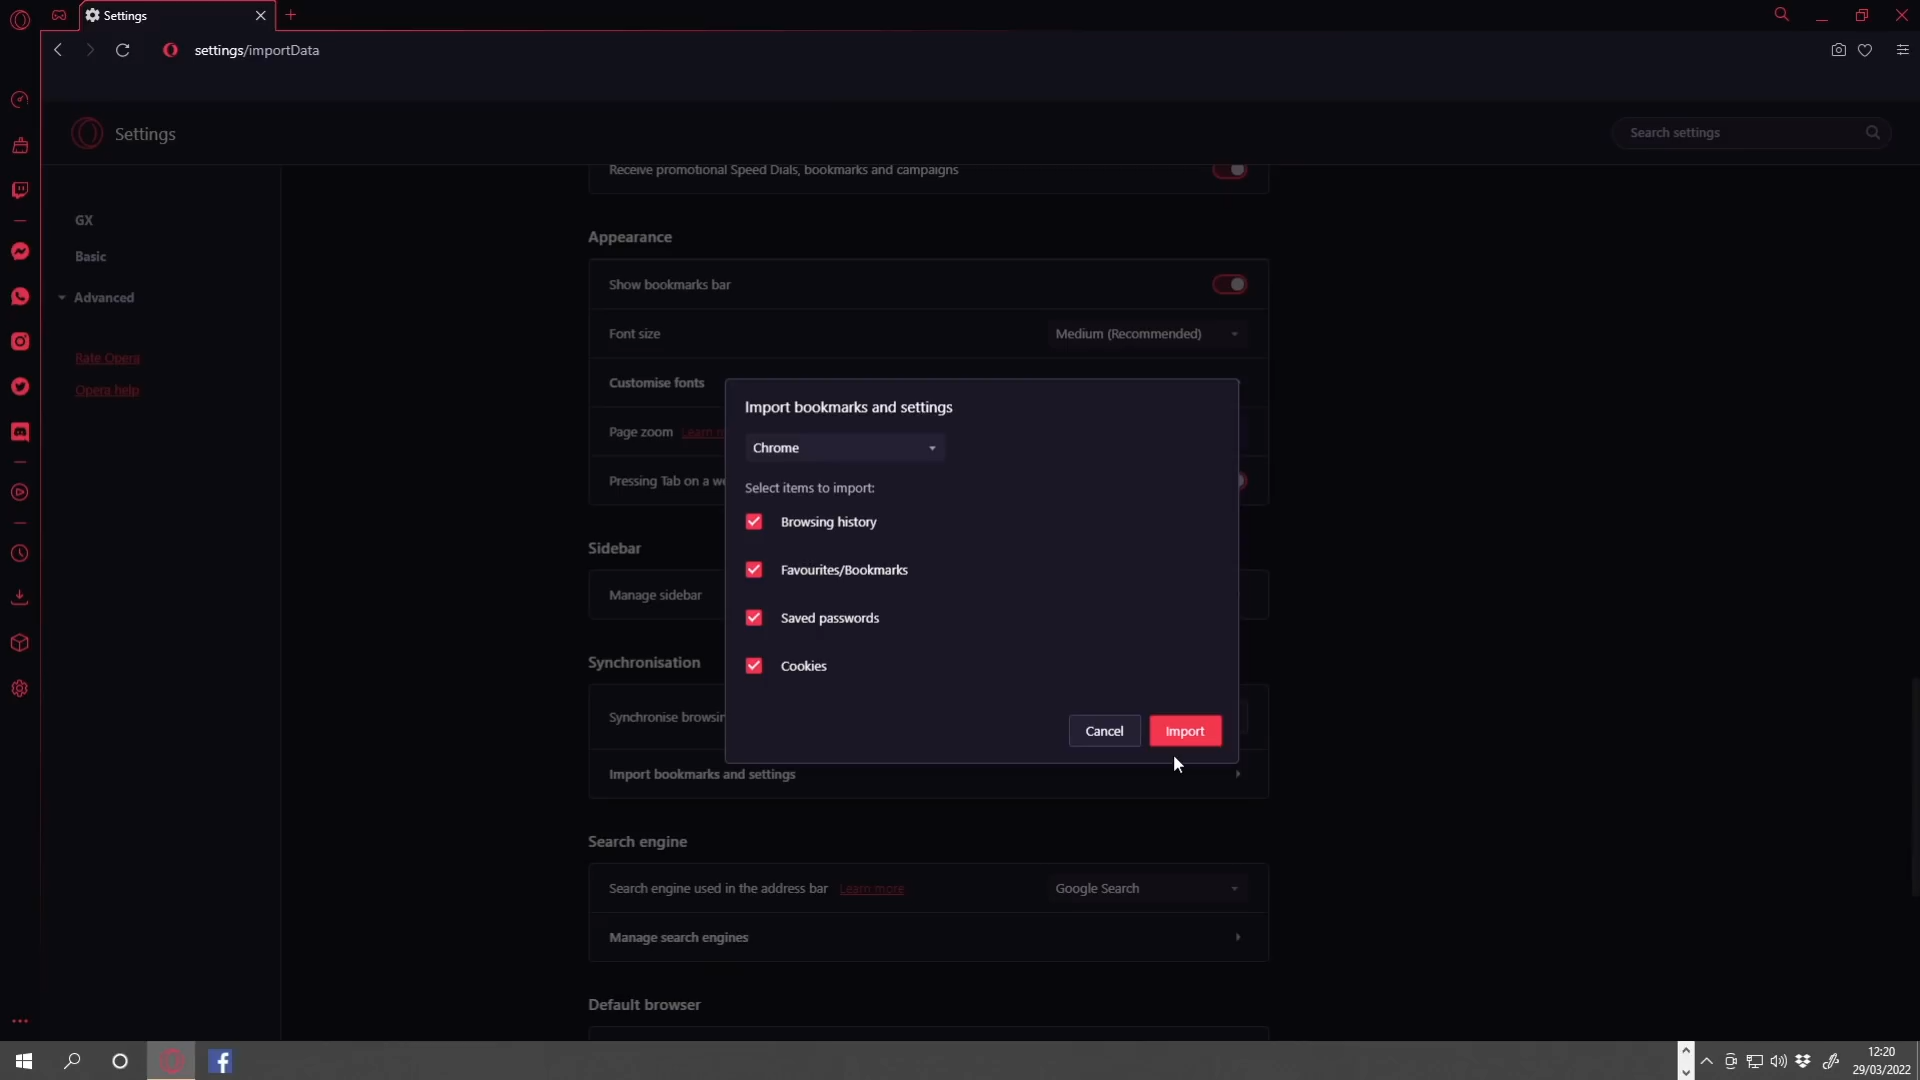 Settings
settings/importData
Settings
Search settings
Receive promotional Speed Dials, bookmarks and campaigns
GX
Basic
Advanced
Rate Opera
Opera help
Appearance
Show bookmarks bar
Font size
Medium (Recommended)
Customise fonts
Page zoom
Pressing Tab on a
Import bookmarks and settings
Chrome
Select items to import:
Browsing history
Favourites/Bookmarks
Saved passwords
Cookies
Cancel
Import
Sidebar
Manage sidebar
Synchronisation
Synchronise
Import bookmarks and settings
Search engine
Search engine used in the address bar Learn more
Google Search
Manage search engines
Default browser
12:20
29/03/2022